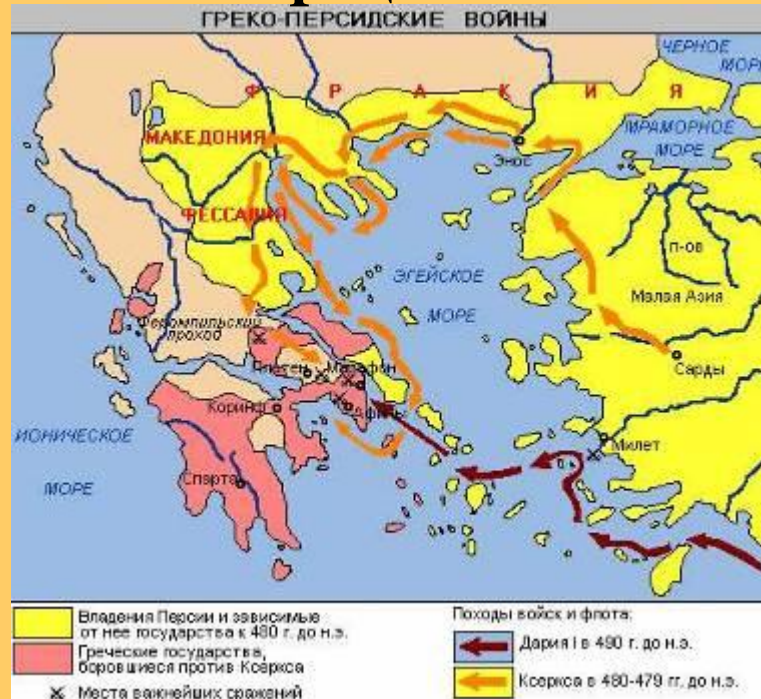 ГРЕКО-ПЕРСИДСКИЕ ВОЙНЫ
ЧЕРНОЕ
МОРЕ
Ф Р А К И Я
МАКЕДОНИЯ
МРАМОРНОЕ
МОРЕ
Энос
ФЕССАЛИЯ
ЭГЕЙСКОЕ
МОРЕ
п-ов
Малая Азия
Фермопильский
проход
Сарды
Платеи
Марафон
Коринф
Афины
ИОНИЧЕСКОЕ
МОРЕ
Милет
Спарта
Владения Персии и зависимые
от нее государства к 480 г. до н.э.
Греческие государства,
боровшиеся против Ксеркса
Места важнейших сражений
Походы войск и флота:
Дария I в 490 г. до н.э.
Ксеркса в 480-479 гг. до н.э.